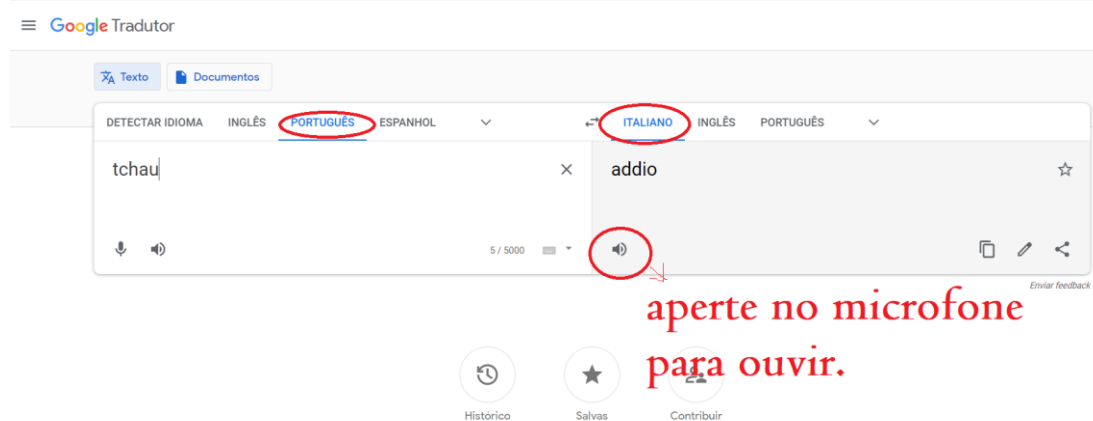 Google Tradutor
Texto Documentos
DETECTAR IDIOMA INGLÊS PORTUGUÊS ESPANHOL ITALIANO INGLÊS PORTUGUÊS
tchau addio
5 / 5000
Enviar feedback
aperte no microfone
para ouvir.
Histórico Salvas Contribuir